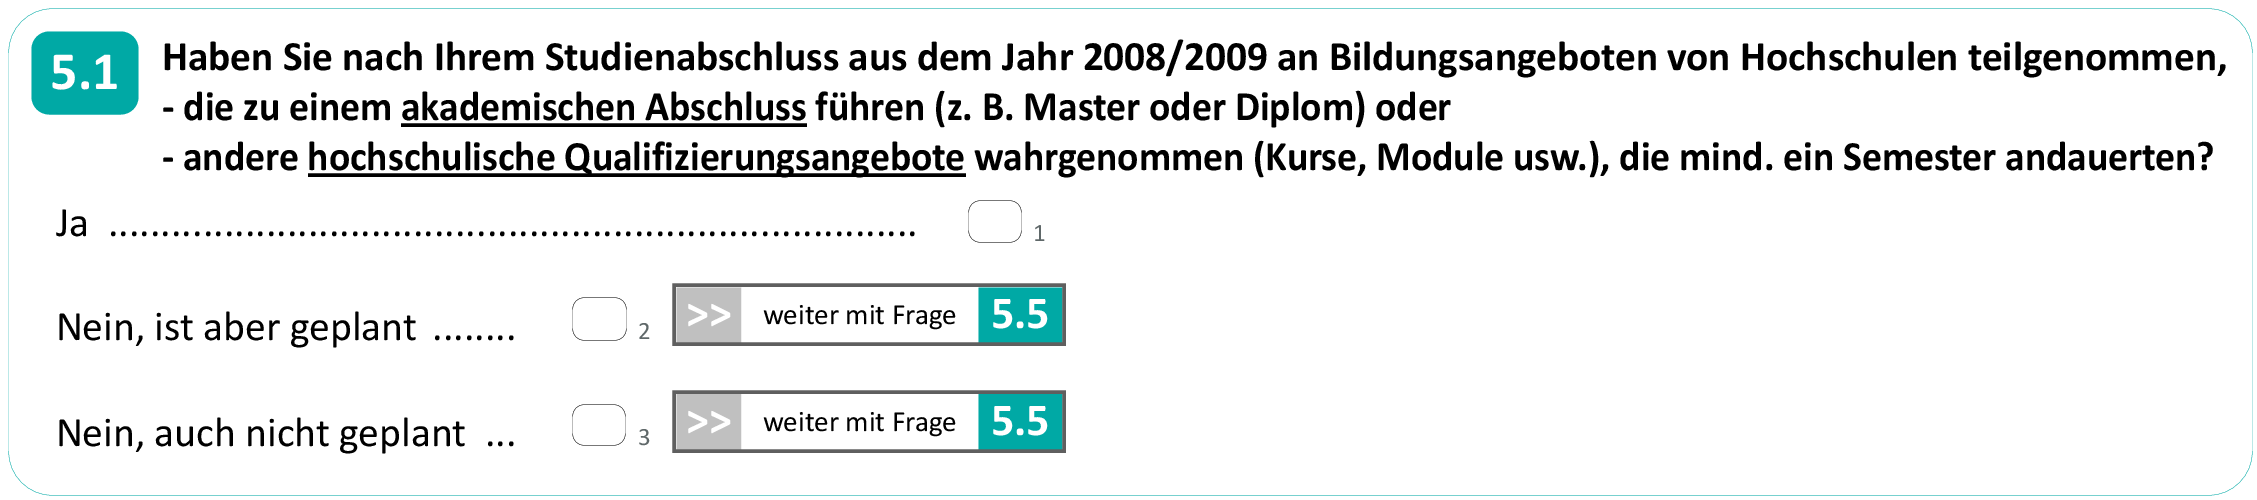 5.1 Haben Sie nach Ihrem Studienabschluss aus dem Jahr 2008/2009 an Bildungsangeboten von Hochschulen teilgenommen,
- die zu einem akademischen Abschluss führen (z. B. Master oder Diplom) oder
- andere hochschulische Qualifizierungsangebote wahrgenommen (Kurse, Module usw.), die mind. ein Semester andauerten?
Ja .............................................................................. 1
Nein, ist aber geplant ........ 2 >> weiter mit Frage 5.5
Nein, auch nicht geplant ... 3 >> weiter mit Frage 5.5